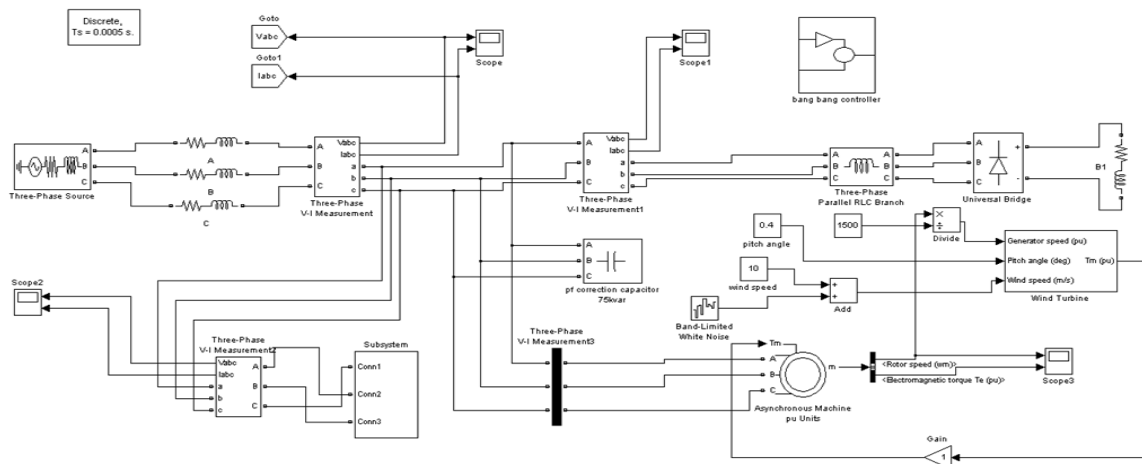 Discrete,
Ts = 0.0005 s.
Goto
Vabc
Goto1
Iabc
Scope
Scope1
bang bang controller
A
B
C
Three-Phase Source
A
B
C
A
B
C
Vabc
Iabc
a
b
c
Three-Phase
V-I Measurement
A
B
C
Vabc
Iabc
a
b
c
Three-Phase
V-I Measurement1
A
B
C
A
B
C
Three-Phase
Parallel RLC Branch
A
B
C
+
-
Universal Bridge
B1
A
B
C
pf correction capacitor
75kvar
0.4
pitch angle
1500
×
÷
Divide
10
wind speed
+
+
Add
Band-Limited
White Noise
Generator speed (pu)
Pitch angle (deg)
Wind speed (m/s)
Tm (pu)
Wind Turbine
Scope2
Three-Phase
V-I Measurement2
Vabc
Iabc
a
b
c
A
B
C
Subsystem
Conn1
Conn2
Conn3
Three-Phase
V-I Measurement3
Tm
A
B
C
m
Asynchronous Machine
pu Units
<Rotor speed (wm)>
<Electromagnetic torque Te (pu)>
Scope3
Gain
1